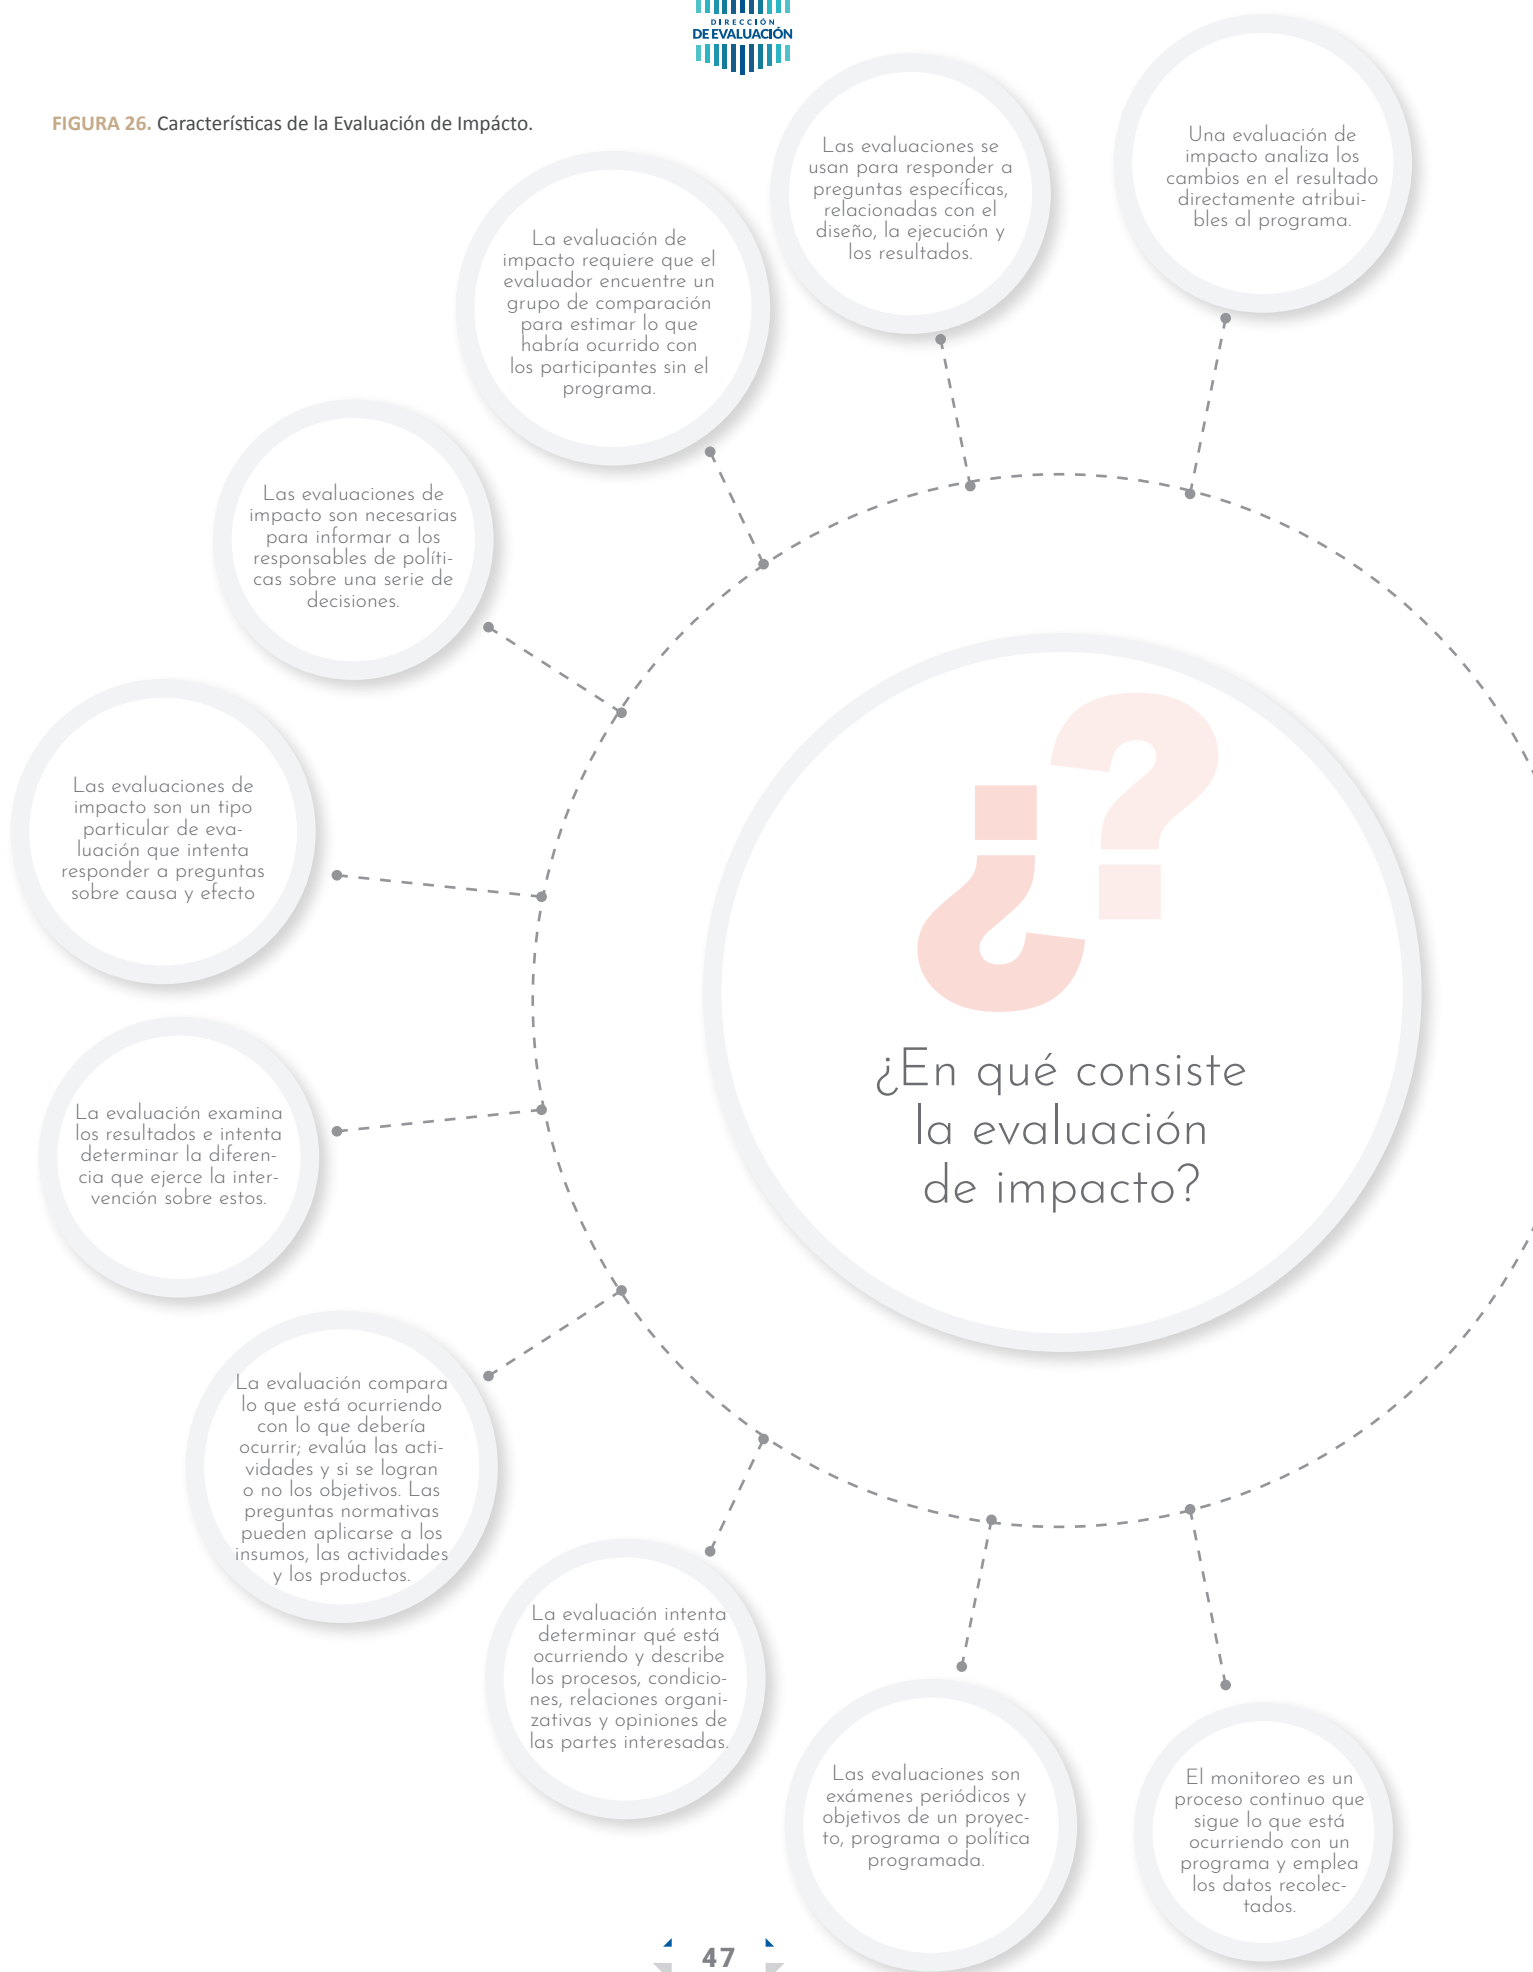 DIRECCIÓN
DE EVALUACIÓN
FIGURA 26. Características de la Evaluación de Impácto.
Una evaluación de
impacto analiza los
cambios en el resultado
directamente atribui-
bles al programa.
Las evaluaciones se
usan para responder a
preguntas específicas,
relacionadas con el
diseño, la ejecución y
los resultados.
La evaluación de
impacto requiere que el
evaluador encuentre un
grupo de comparación
para estimar lo que
habría ocurrido con
los participantes sin el
programa.
Las evaluaciones de
impacto son necesarias
para informar a los
responsables de políti-
cas sobre una serie de
decisiones.
Las evaluaciones de
impacto son un tipo
particular de eva-
luación que intenta
responder a preguntas
sobre causa y efecto
La evaluación examina
los resultados e intenta
determinar la diferen-
cia que ejerce la inter-
vención sobre estos.
La evaluación compara
lo que está ocurriendo
con lo que debería
ocurrir; evalúa las acti-
vidades y si se logran
o no los objetivos. Las
preguntas normativas
pueden aplicarse a los
insumos, las actividades
y los productos.
La evaluación intenta
determinar qué está
ocurriendo y describe
los procesos, condicio-
nes, relaciones organi-
zativas y opiniones de
las partes interesadas.
Las evaluaciones son
exámenes periódicos y
objetivos de un proyec-
to, programa o política
programada.
El monitoreo es un
proceso continuo que
sigue lo que está
ocurriendo con un
programa y emplea
los datos recolec-
tados.
¿?
¿En qué consiste
la evaluación
de impacto?
47